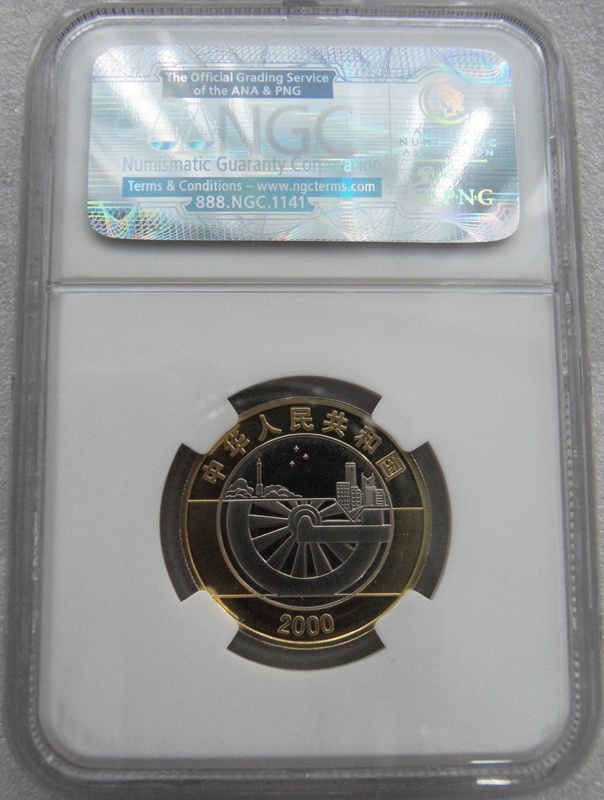 The Official Grading Service
of the ANA & PNG
NGC
Numismatic Guaranty Corporation
Terms & Conditions – www.ngcterms.com
888.NGC.1141
NUMISMATIC
PNG
中华人民共和国
2000